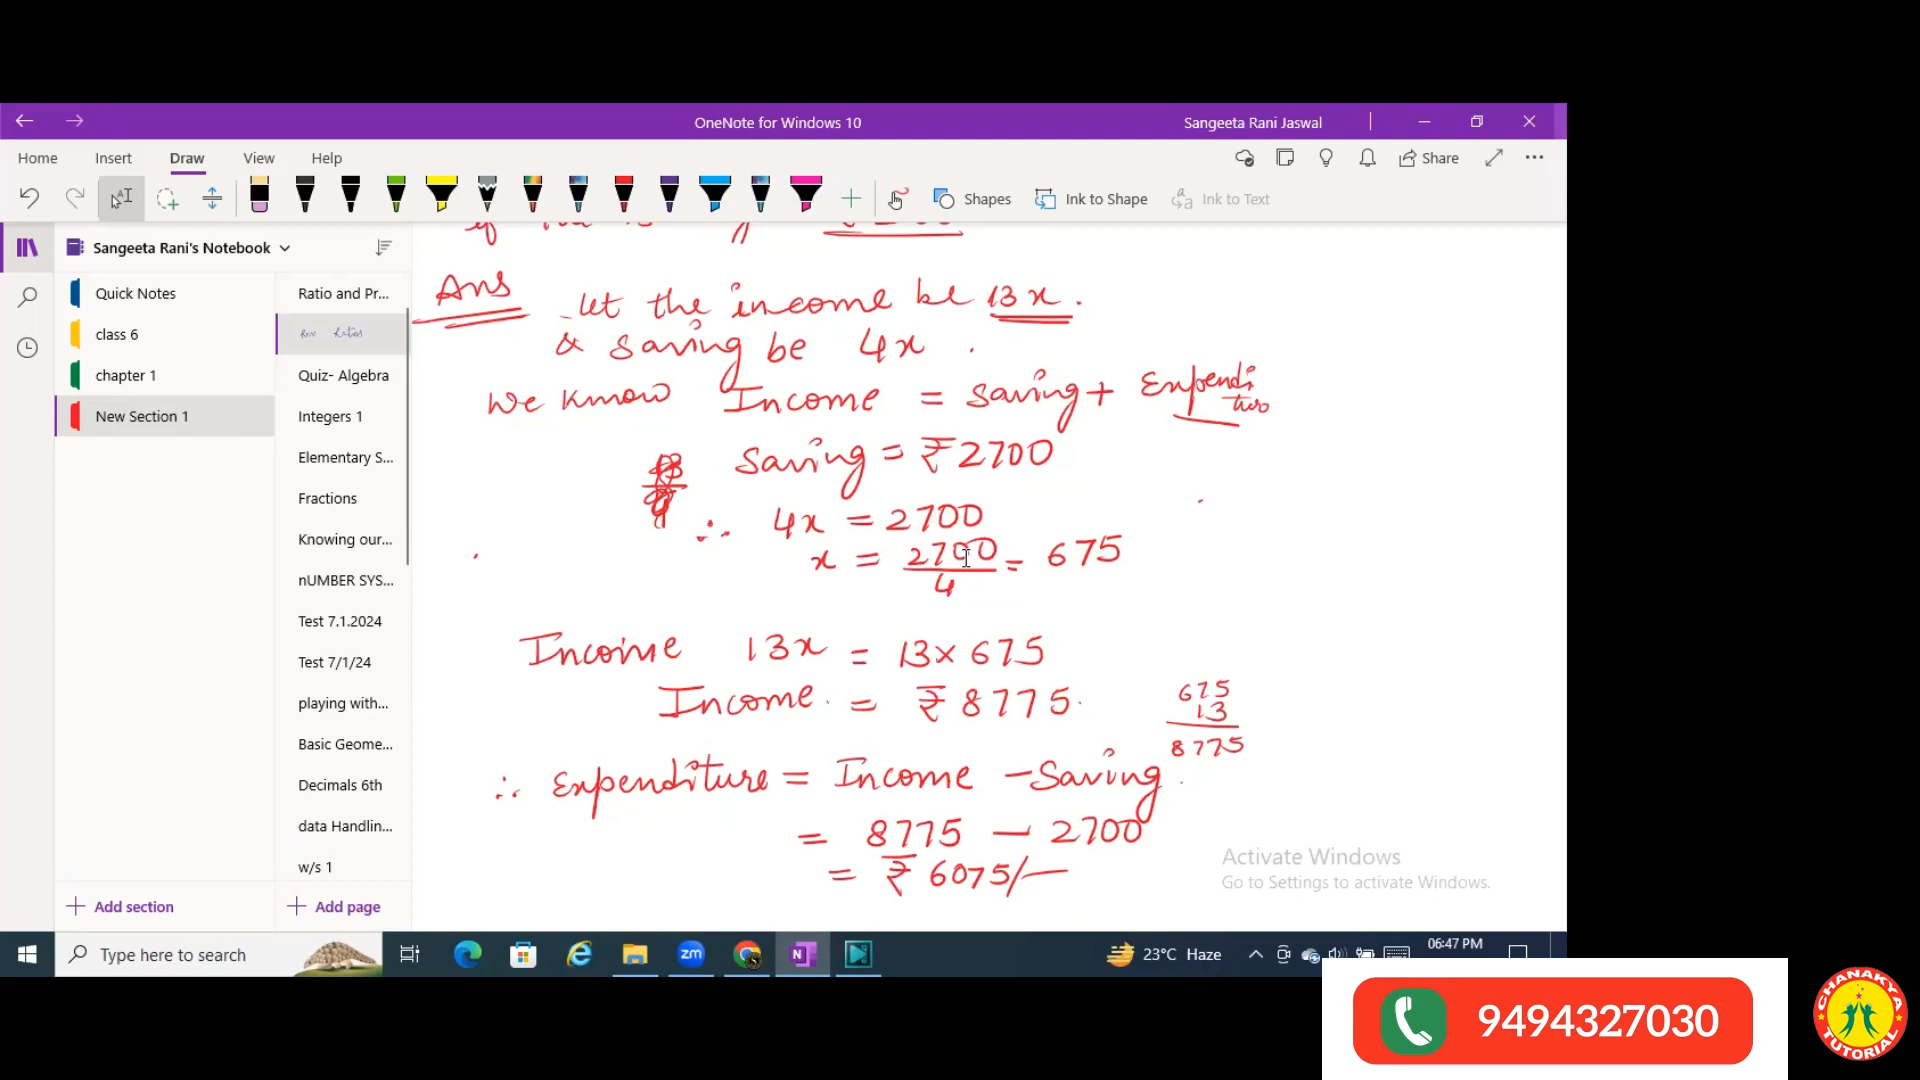 OneNote for Windows 10
Sangeeta Rani Jaswal
Home Insert Draw View Help
Share
Shapes Ink to Shape Ink to Text
Sangeeta Rani's Notebook
Quick Notes
class 6
chapter 1
New Section 1
Add section
Ratio and Pr...
Quiz- Algebra
Integers 1
Elementary S...
Fractions
Knowing our...
nUMBER SYS...
Test 7.1.2024
Test 7/1/24
playing with...
Basic Geome...
Decimals 6th
data Handlin...
w/s 1
Add page
Ans let the income be 13x.
& saving be 4x.
We know Income = saving + Expenditure
Saving = ₹2700
∴ 4x = 2700
x = 2700/4 = 675
Income 13x = 13×675
Income = ₹8775.
675
13
8775
∴ Expenditure = Income - Saving
= 8775 - 2700
= ₹6075/-
Activate Windows
Go to Settings to activate Windows.
Type here to search
zm
23°C Haze
06:47 PM
9494327030
CHANAKYA
TUTORIAL